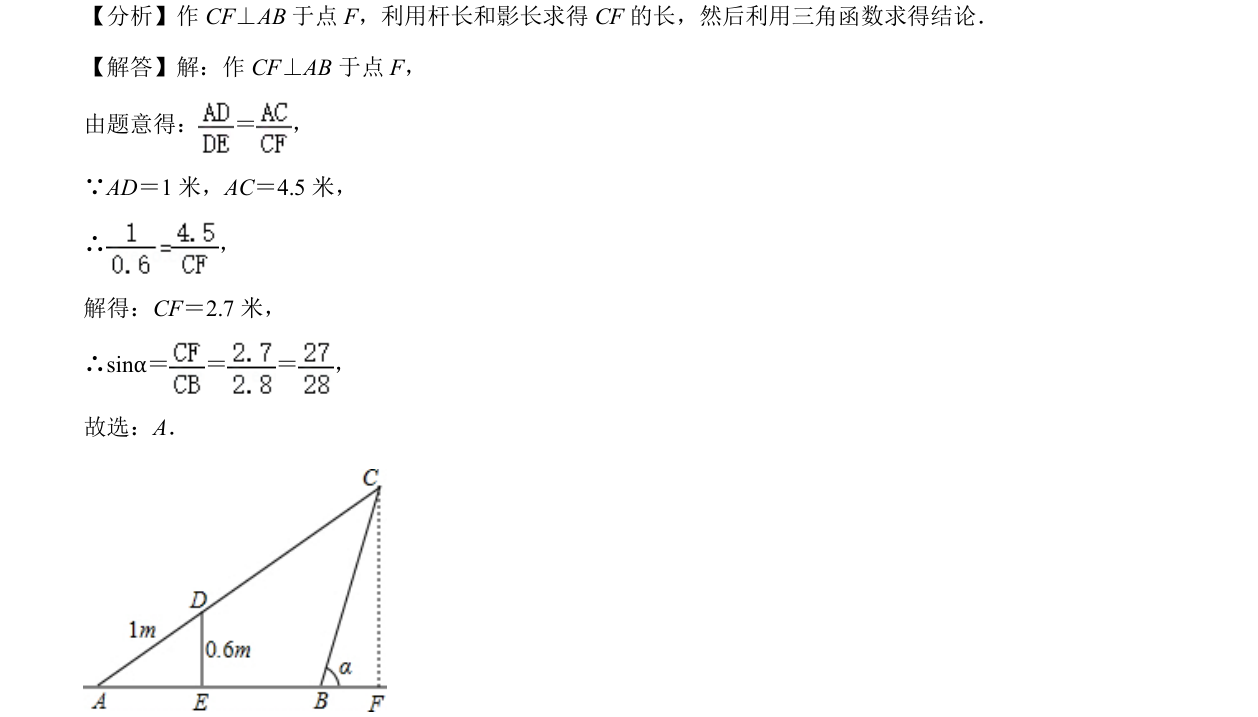 【分析】作 CF⊥AB 于点 F，利用杆长和影长求得 CF 的长，然后利用三角函数求得结论．
【解答】解：作 CF⊥AB 于点 F，
由题意得：AD/DE＝AC/CF，
∵AD＝1 米，AC＝4.5 米，
∴1/0.6=4.5/CF，
解得：CF＝2.7 米，
∴sinα＝CF/CB＝2.7/2.8＝27/28，
故选：A．
C
D
1m
0.6m
α
A E B F